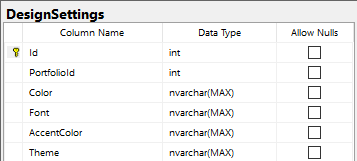 DesignSettings
Column Name Data Type Allow Nulls
Id int
PortfolioId int
Color nvarchar(MAX)
Font nvarchar(MAX)
AccentColor nvarchar(MAX)
Theme nvarchar(MAX)